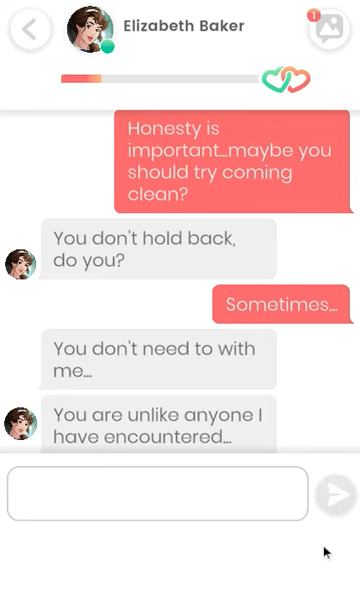 Elizabeth Baker
1
Honesty is
important...maybe you
should try coming
clean?
You don't hold back,
do you?
Sometimes...
You don't need to with
me...
You are unlike anyone I
have encountered...